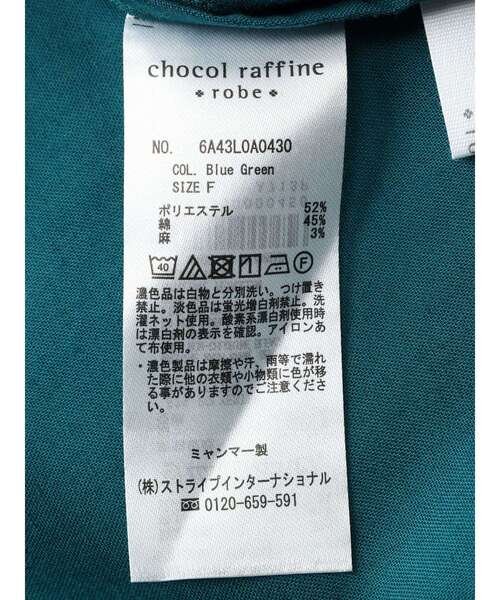 chocol raffine
robe
NO. 6A43L0A0430
COL. Blue Green
SIZE F
ポリエステル 52%
綿 45%
麻 3%
40
F
濃色品は白物と分別洗い。つけ置き
禁止。淡色品は蛍光増白剤禁止。洗
濯ネット使用。酸素系漂白剤使用時
は漂白剤の表示を確認。アイロンあ
て布使用。
・濃色製品は摩擦や汗、雨等で濡れ
た際に他の衣類や小物類に色が移
る事がありますのでご注意くださ
い。
ミャンマー製
(株)ストライプインターナショナル
0120-659-591